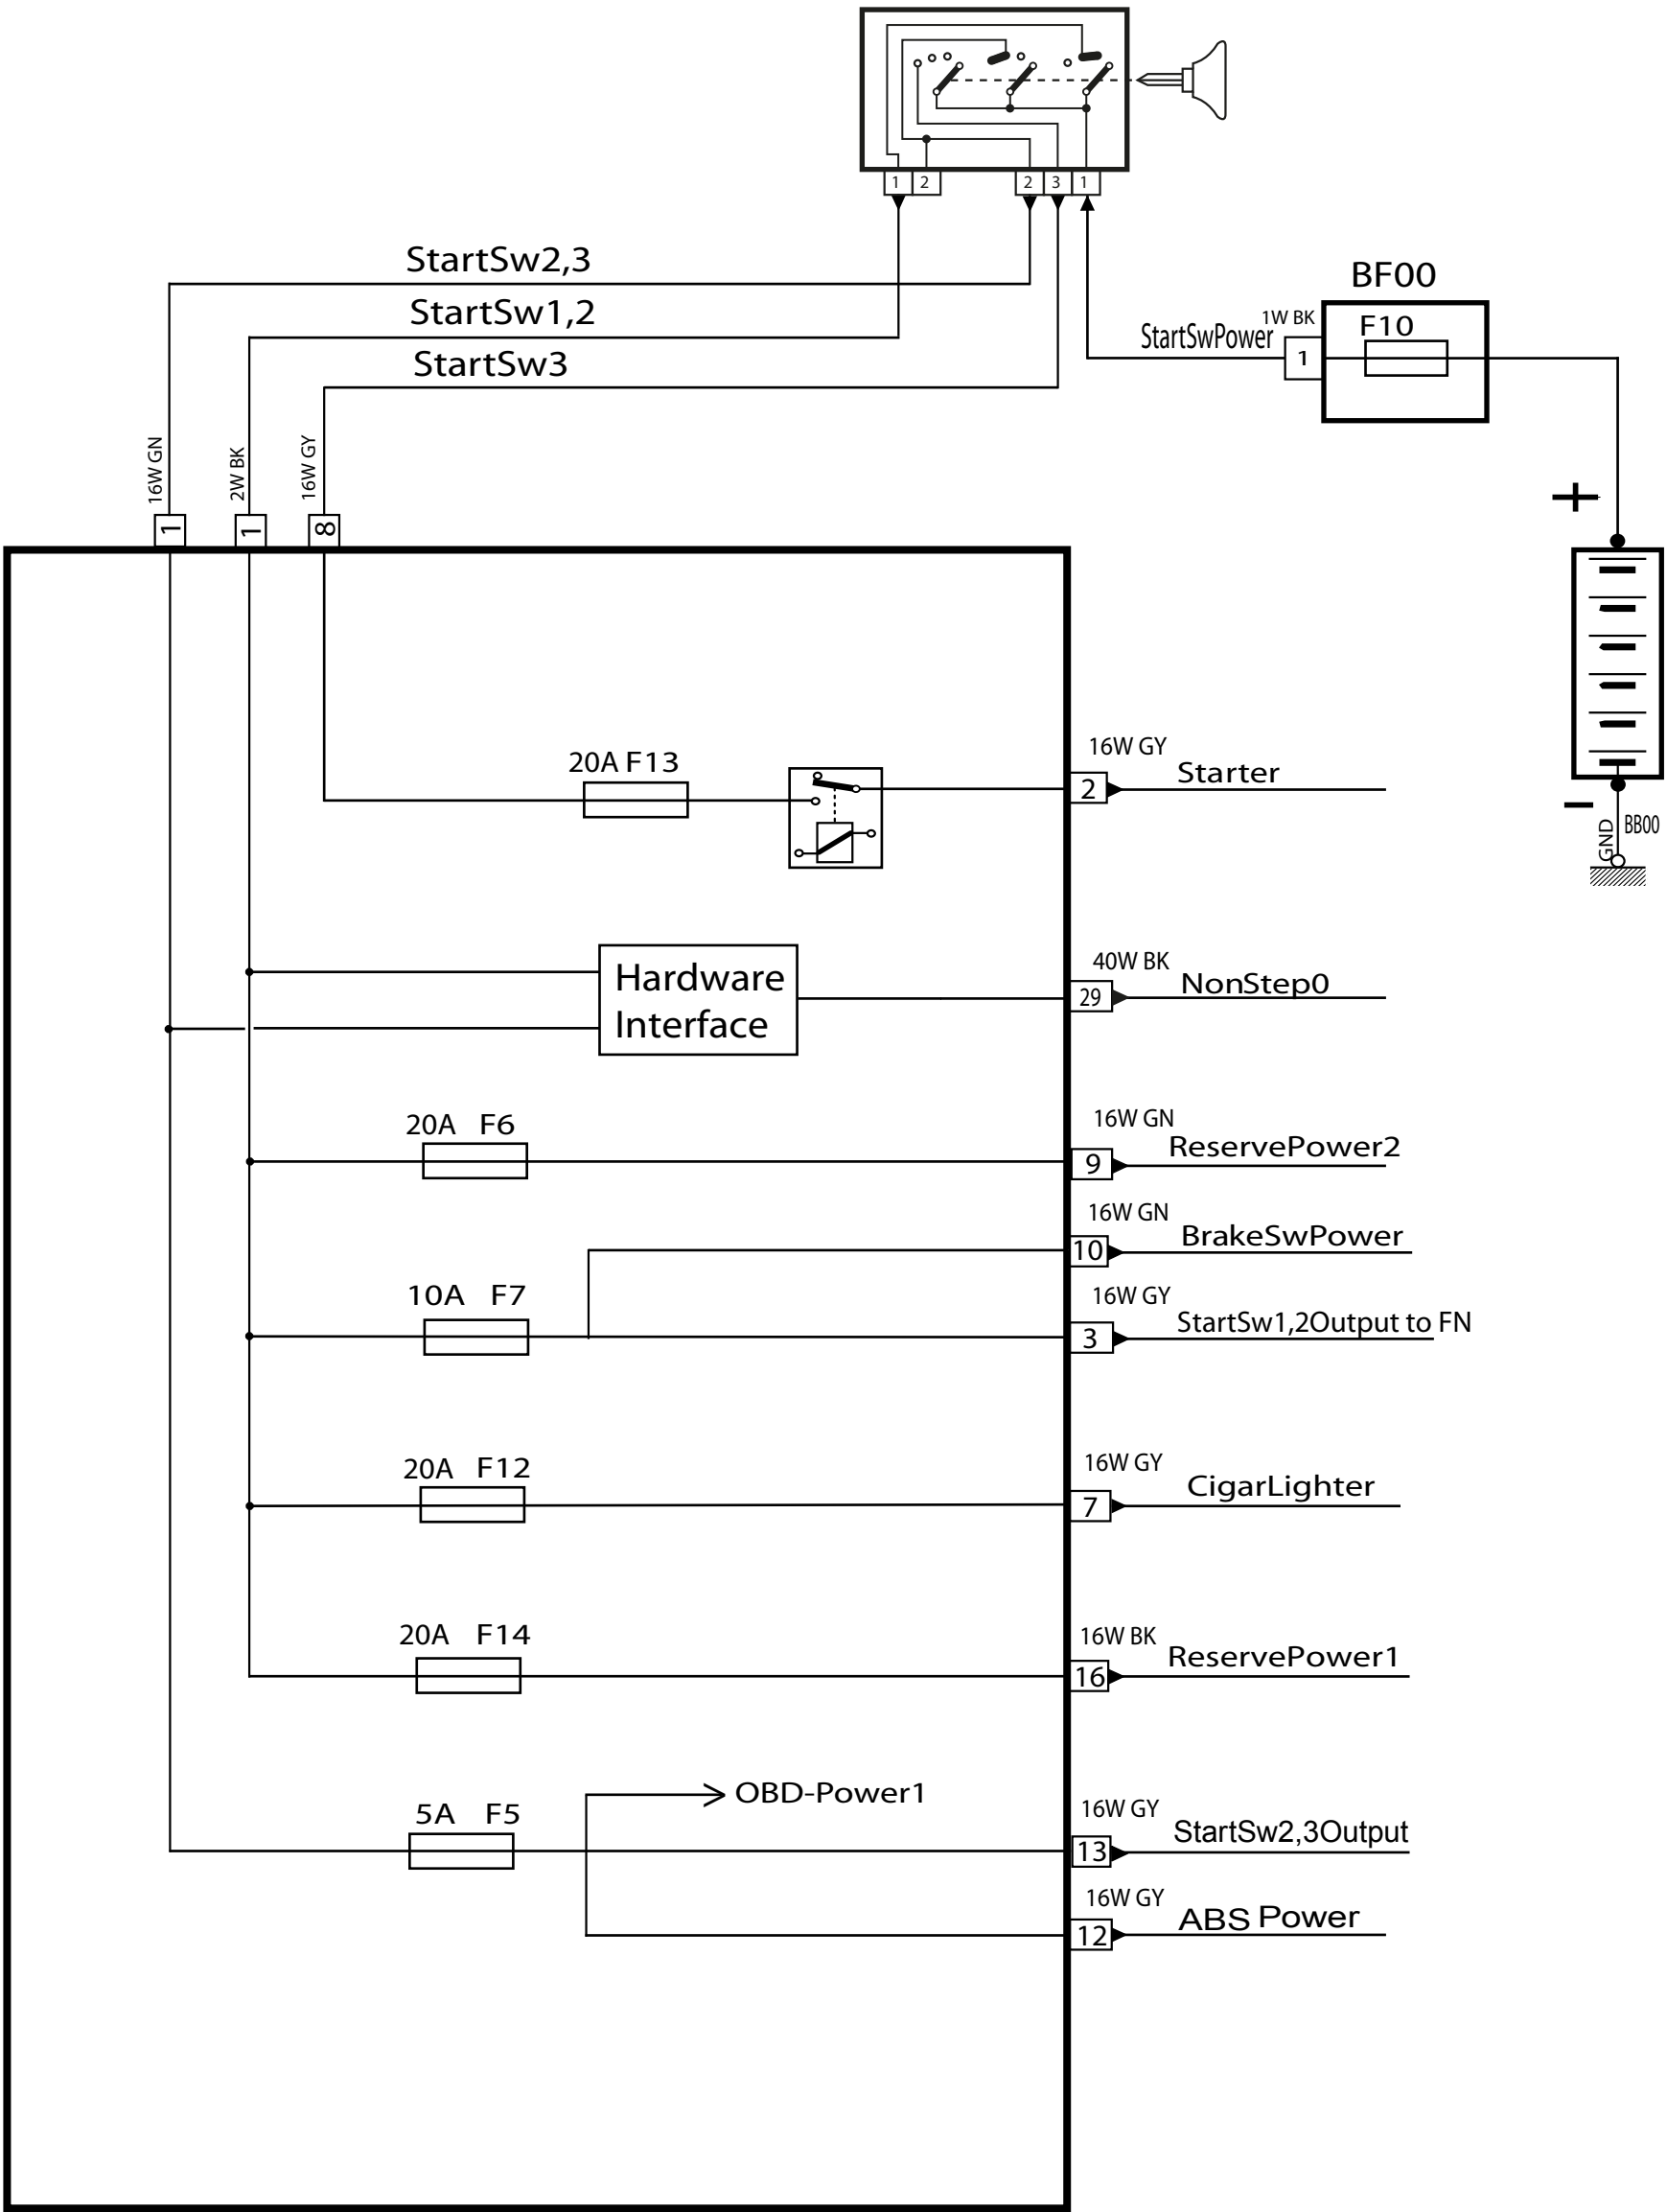 1 2 2 3 1
StartSw2,3
BF00
StartSw1,2
1W BK
F10
StartSwPower
1
StartSw3
16W GN
2W BK
16W GY
+
1 1 8
20A F13
16W GY
2 Starter
–
GND
BB00
40W BK
Hardware
Interface
29 NonStep0
20A F6
16W GN
9 ReservePower2
16W GN
10 BrakeSwPower
10A F7
16W GY
3 StartSw1,2Output to FN
20A F12
16W GY
7 CigarLighter
20A F14
16W BK
16 ReservePower1
OBD-Power1
5A F5
16W GY
13 StartSw2,3Output
16W GY
12 ABS Power